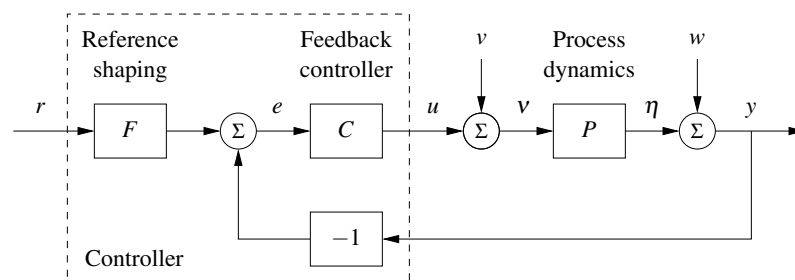 Reference
shaping
Feedback
controller
v
Process
dynamics
w
r
F
Σ
e
C
u
Σ
ν
P
η
Σ
y
−1
Controller